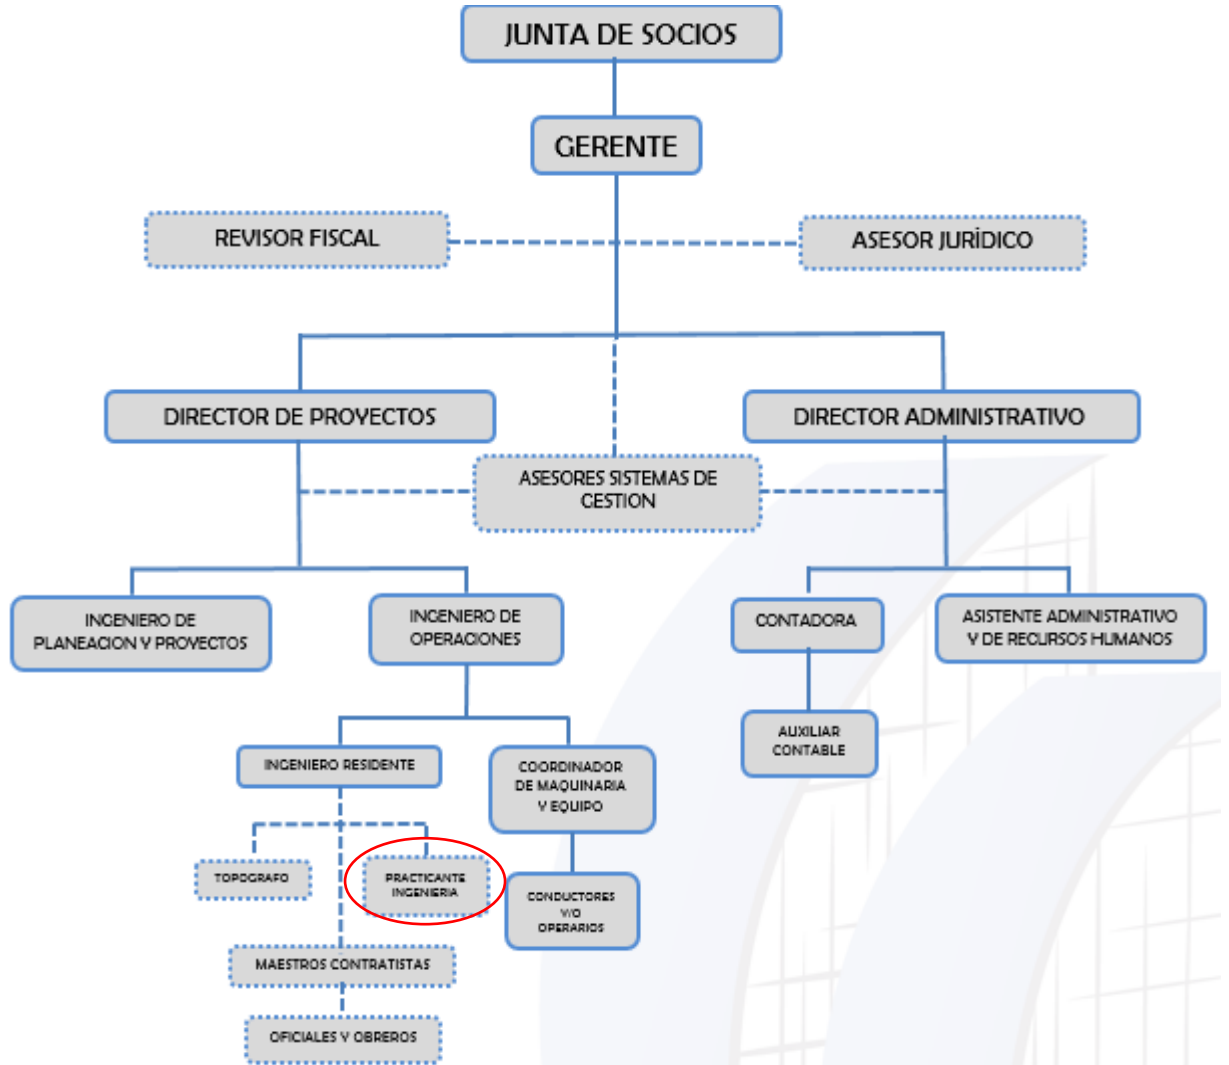 JUNTA DE SOCIOS
GERENTE
REVISOR FISCAL
ASESOR JURÍDICO
DIRECTOR DE PROYECTOS
DIRECTOR ADMINISTRATIVO
ASESORES SISTEMAS DE
GESTION
INGENIERO DE
PLANEACION Y PROYECTOS
INGENIERO DE
OPERACIONES
CONTADORA
ASISTENTE ADMINISTRATIVO
Y DE RECURSOS HUMANOS
AUXILIAR
CONTABLE
INGENIERO RESIDENTE
COORDINADOR
DE MAQUINARIA
Y EQUIPO
TOPOGRAFO
PRACTICANTE
INGENIERIA
CONDUCTORES
Y/O
OPERARIOS
MAESTROS CONTRATISTAS
OFICIALES Y OBREROS